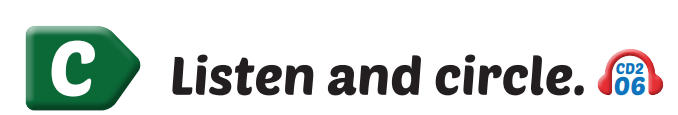 C Listen and circle. CD2 06